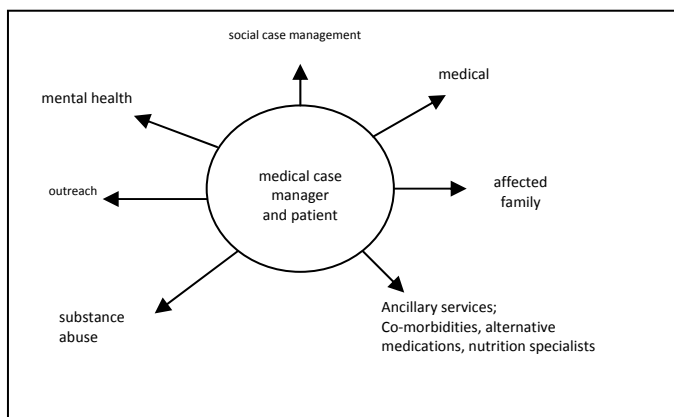 social case management
medical
mental health
medical case
manager
and patient
affected
family
outreach
substance
abuse
Ancillary services;
Co-morbidities, alternative
medications, nutrition specialists